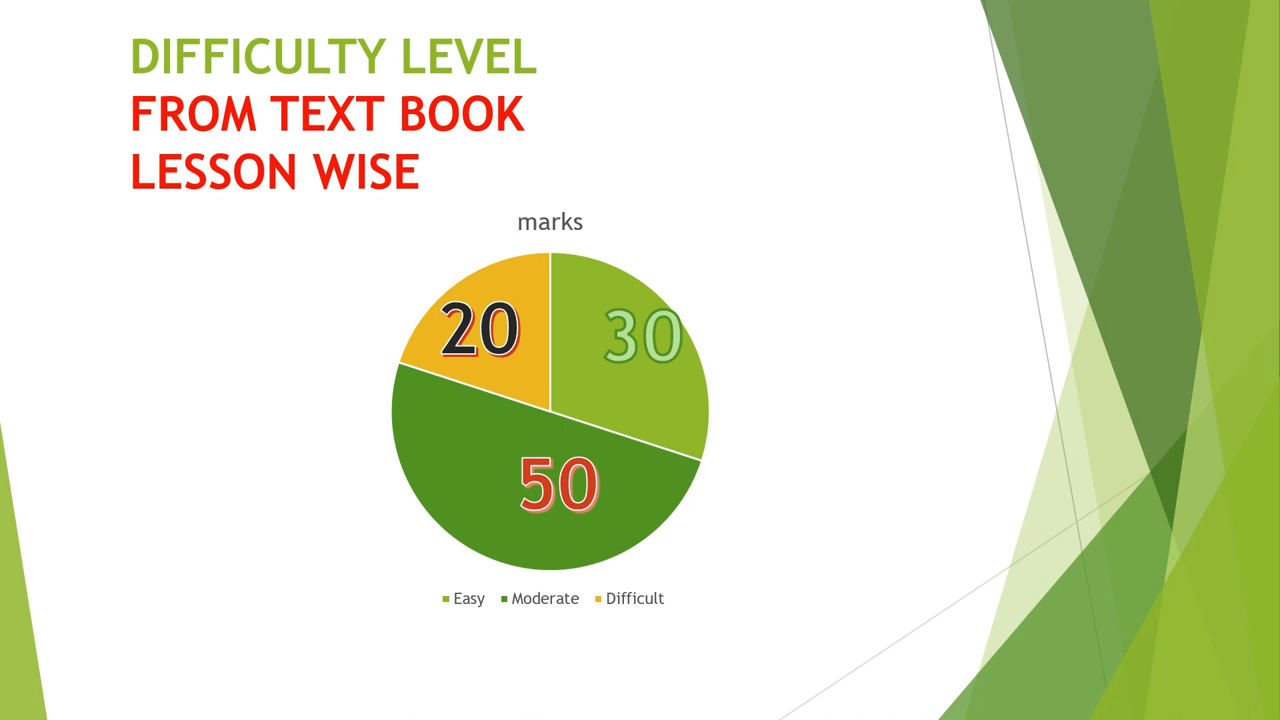 DIFFICULTY LEVEL
FROM TEXT BOOK
LESSON WISE
marks
20
30
50
Easy Moderate Difficult